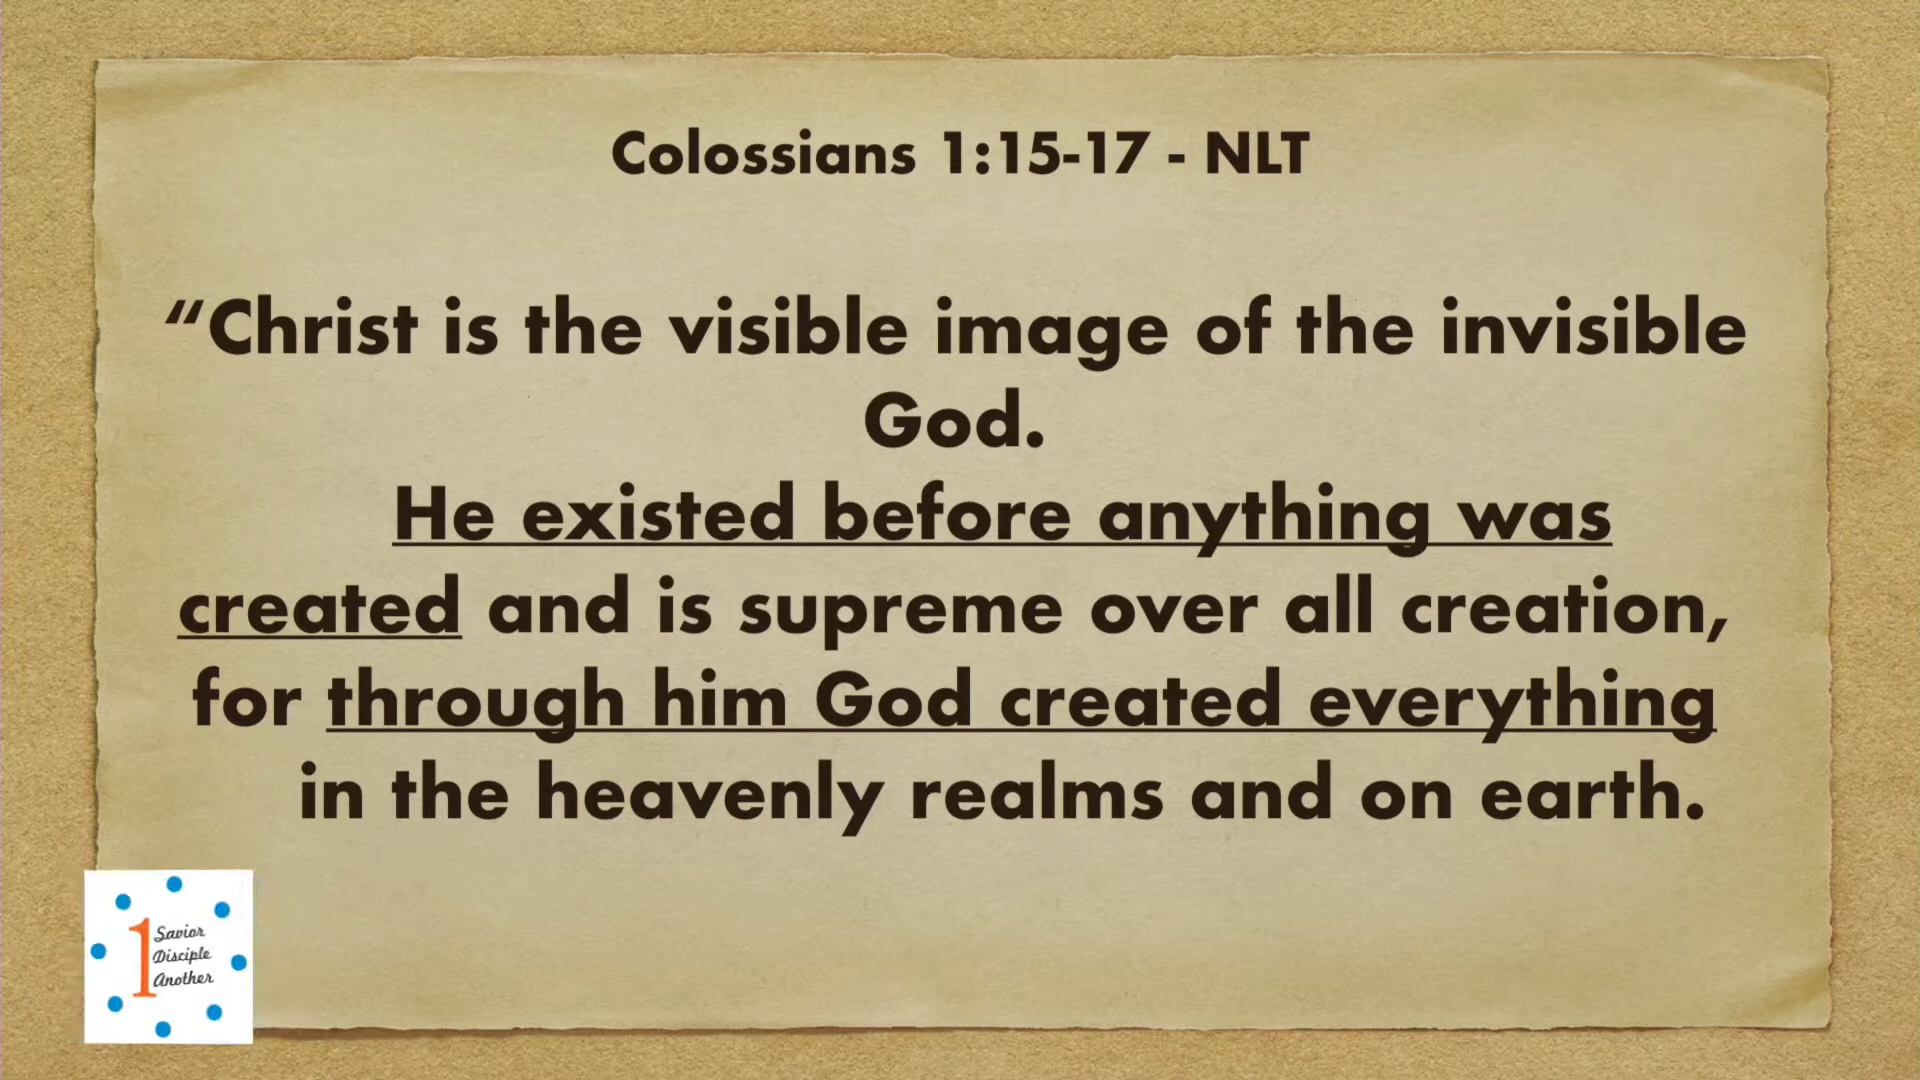 Colossians 1:15-17 - NLT
“Christ is the visible image of the invisible
God.
He existed before anything was
created and is supreme over all creation,
for through him God created everything
in the heavenly realms and on earth.
1 Savior
Disciple
Another